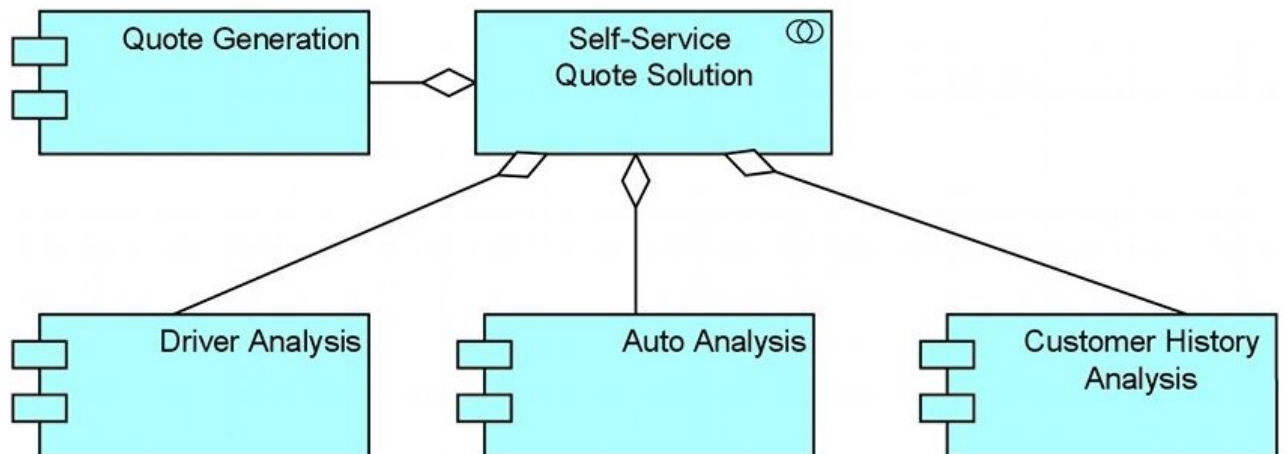 Quote Generation
Self-Service
Quote Solution
Driver Analysis
Auto Analysis
Customer History
Analysis